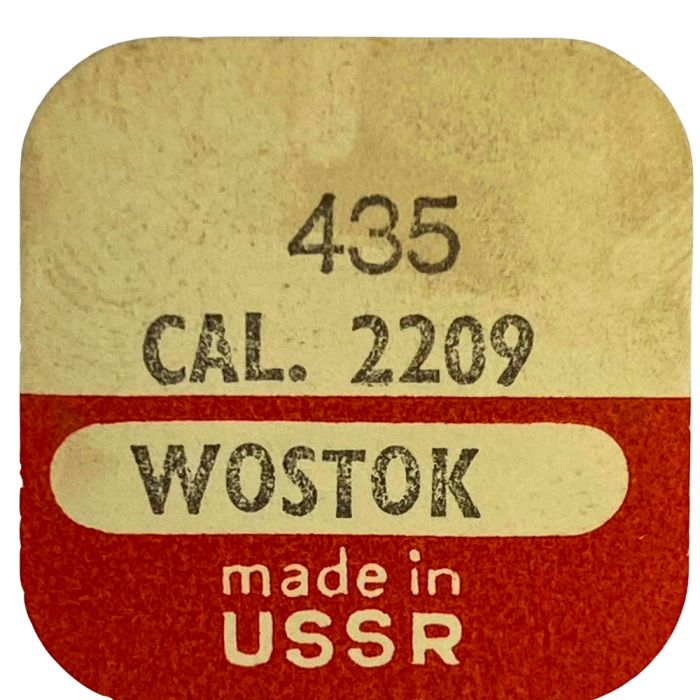 435
CAL. 2209
WOSTOK
made in
USSR